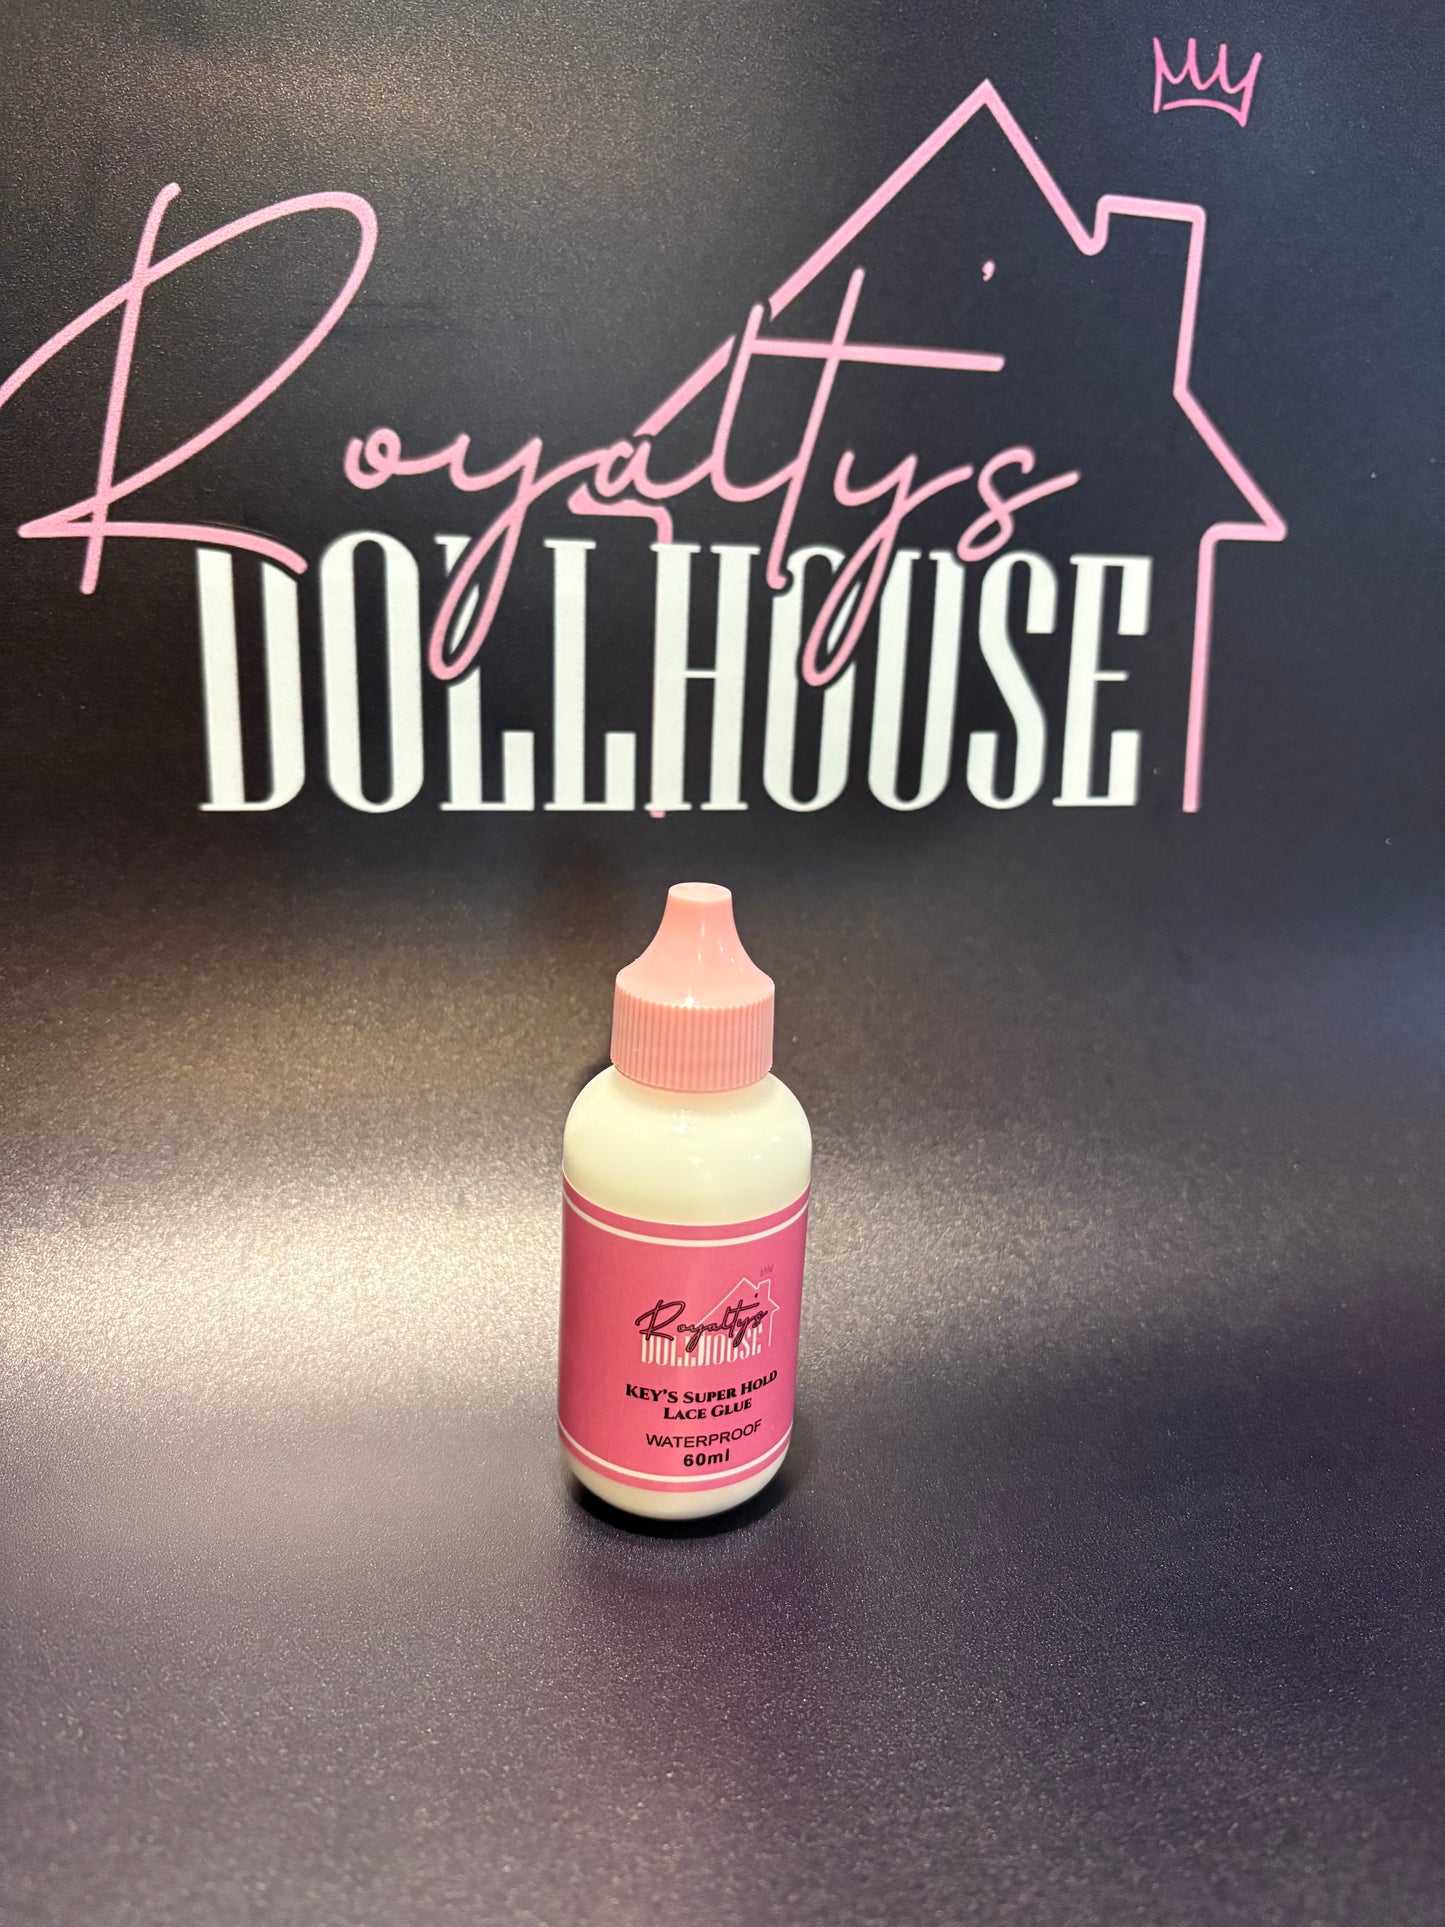 Royalty's
DOLLHOUSE
Royalty's
DOLLHOUSE
KEY'S SUPER HOLD
LACE GLUE
WATERPROOF
60ml